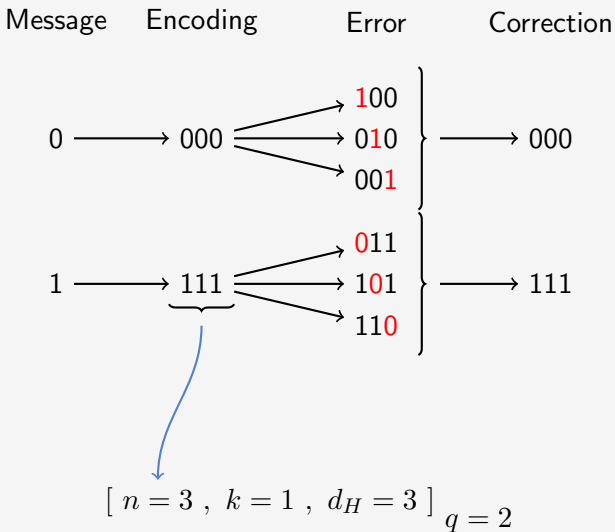 Message Encoding Error Correction
100
0 000 010 000
001
011
1 111 101 111
110
[ n = 3 , k = 1 , d_H = 3 ]_{q = 2}